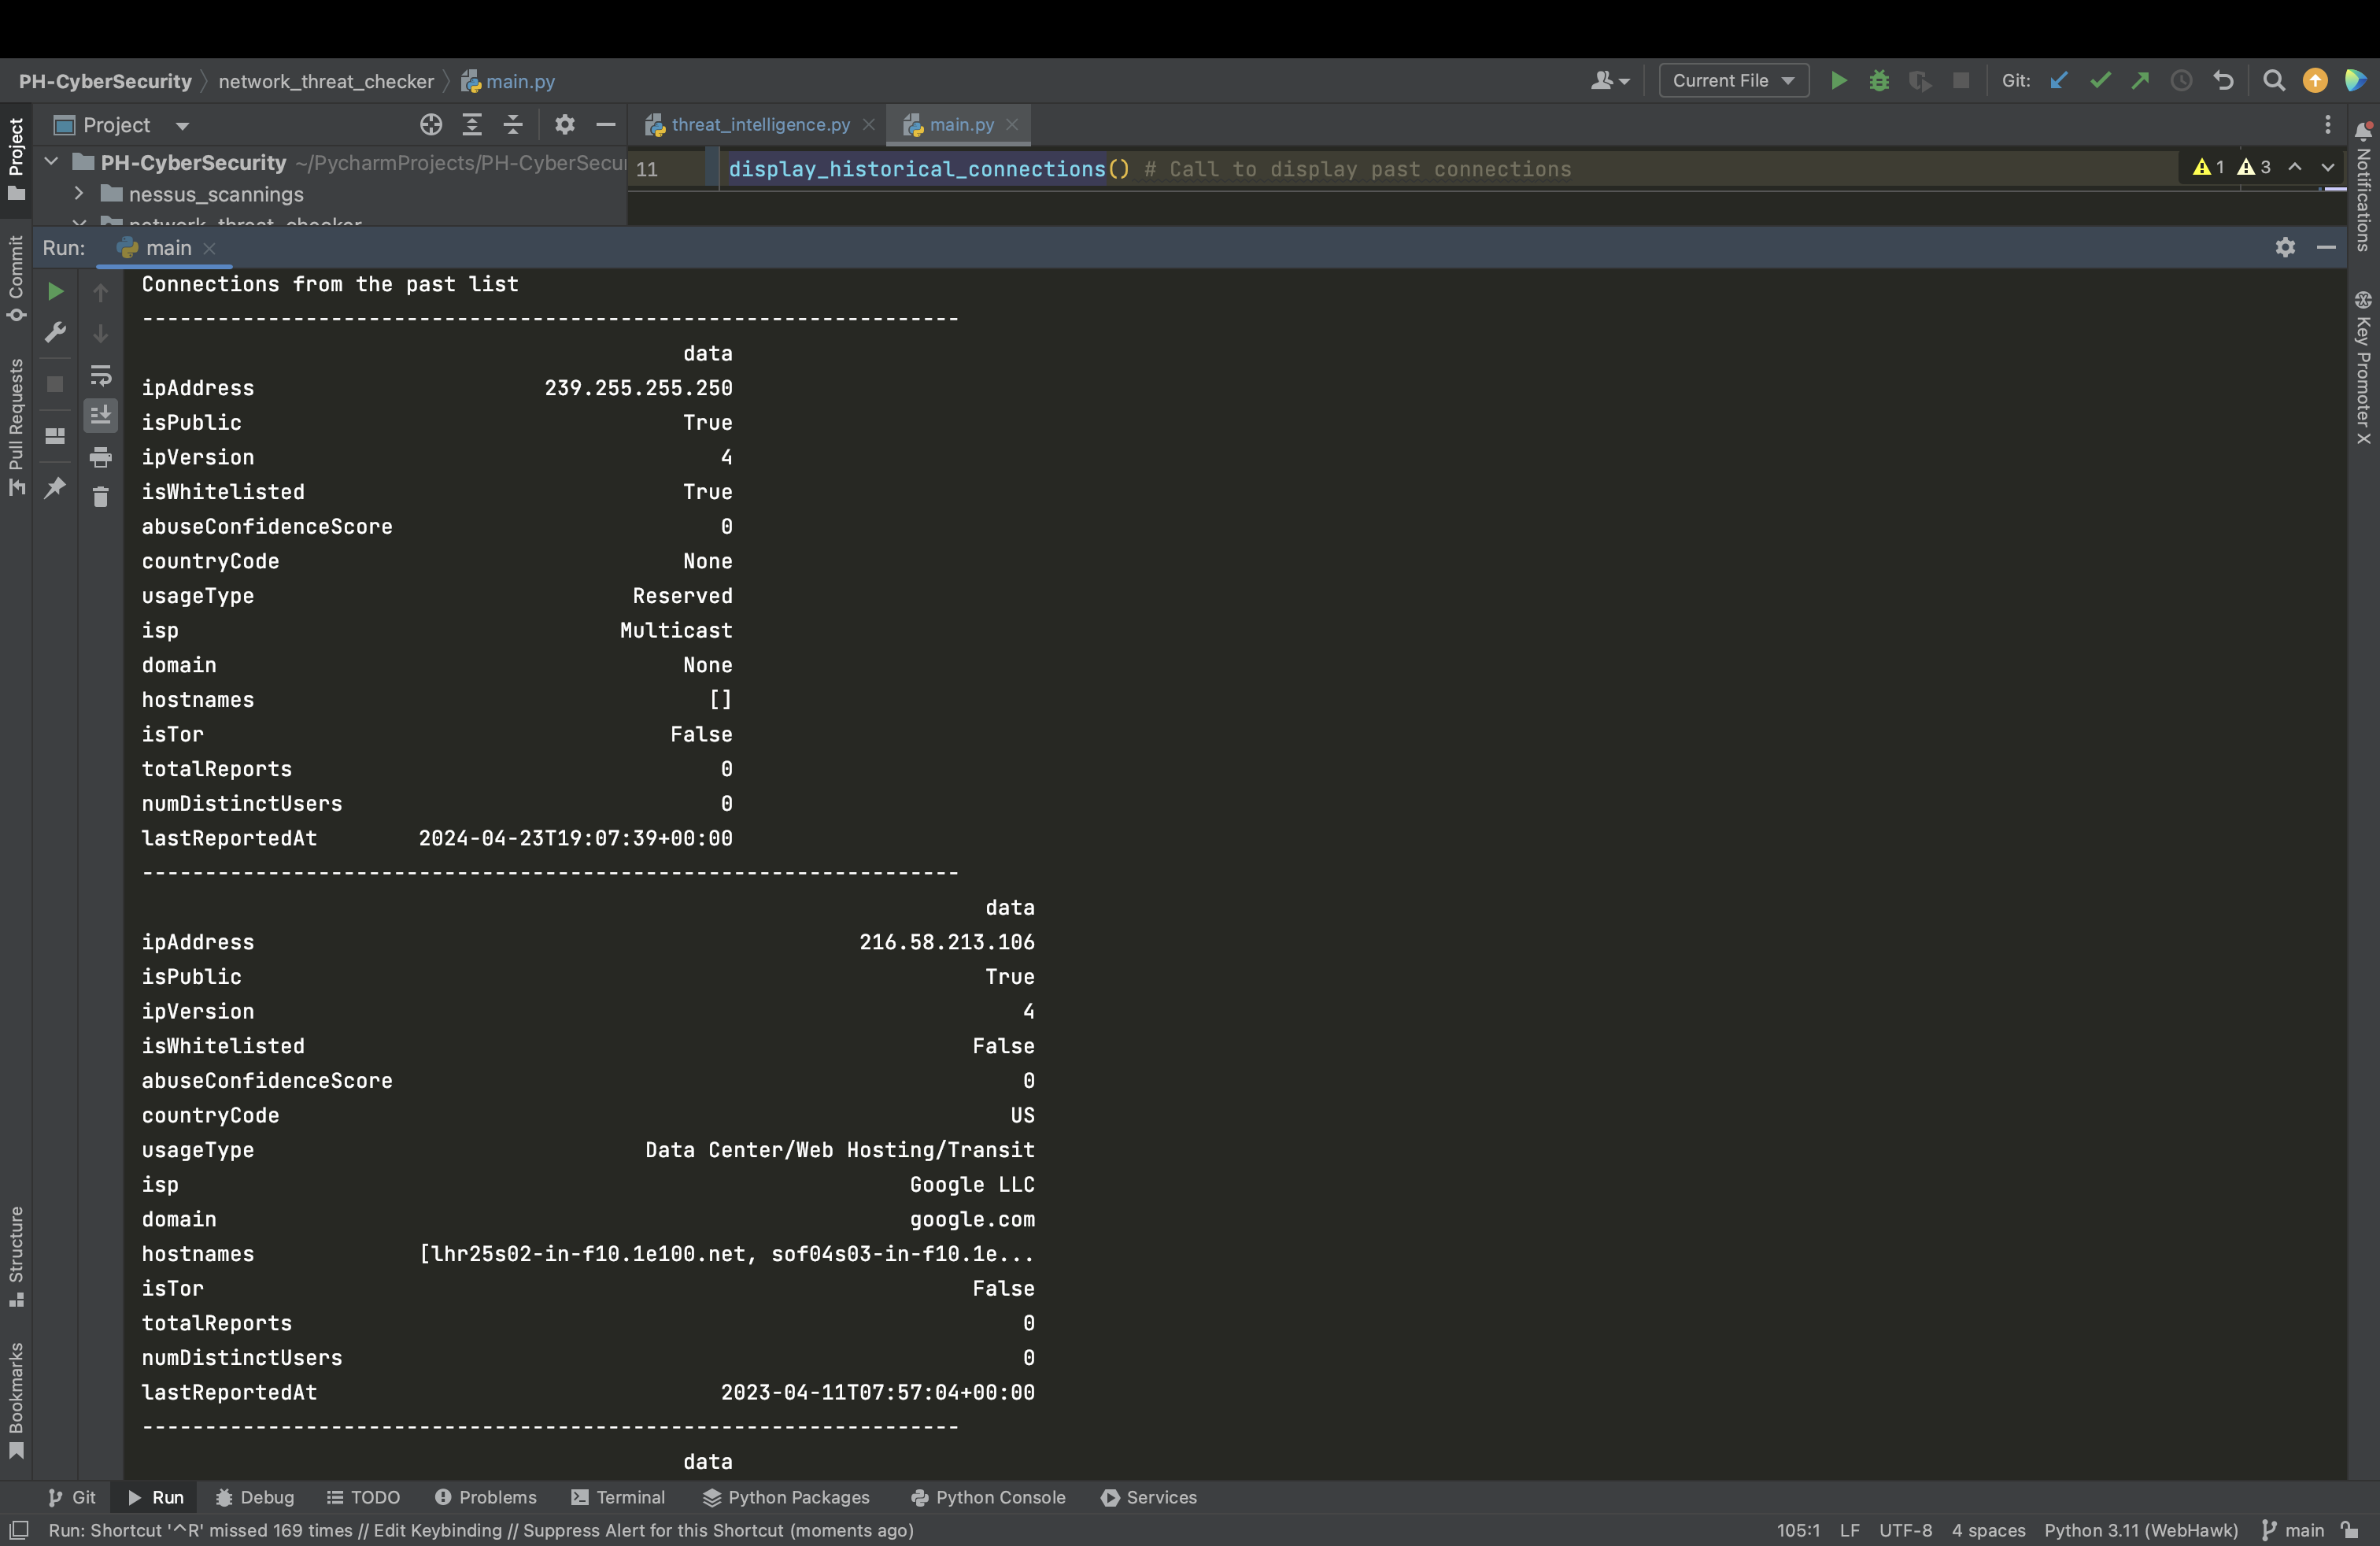 PH-CyberSecurity network_threat_checker main.py Current File Git:
Project threat_intelligence.py main.py
PH-CyberSecurity ~/PycharmProjects/PH-CyberSecur 11 display_historical_connections() # Call to display past connections 1 3
nessus_scannings
network_threat_checker
Run: main
Connections from the past list
-----------------------------------------------------------------
data
ipAddress 239.255.255.250
isPublic True
ipVersion 4
isWhitelisted True
abuseConfidenceScore 0
countryCode None
usageType Reserved
isp Multicast
domain None
hostnames []
isTor False
totalReports 0
numDistinctUsers 0
lastReportedAt 2024-04-23T19:07:39+00:00
-----------------------------------------------------------------
data
ipAddress 216.58.213.106
isPublic True
ipVersion 4
isWhitelisted False
abuseConfidenceScore 0
countryCode US
usageType Data Center/Web Hosting/Transit
isp Google LLC
domain google.com
hostnames [lhr25s02-in-f10.1e100.net, sof04s03-in-f10.1e...
isTor False
totalReports 0
numDistinctUsers 0
lastReportedAt 2023-04-11T07:57:04+00:00
-----------------------------------------------------------------
data
Project
Commit
Pull Requests
Structure
Bookmarks
Notifications
Key Promoter X
Git Run Debug TODO Problems Terminal Python Packages Python Console Services
Run: Shortcut '^R' missed 169 times // Edit Keybinding // Suppress Alert for this Shortcut (moments ago) 105:1 LF UTF-8 4 spaces Python 3.11 (WebHawk) main